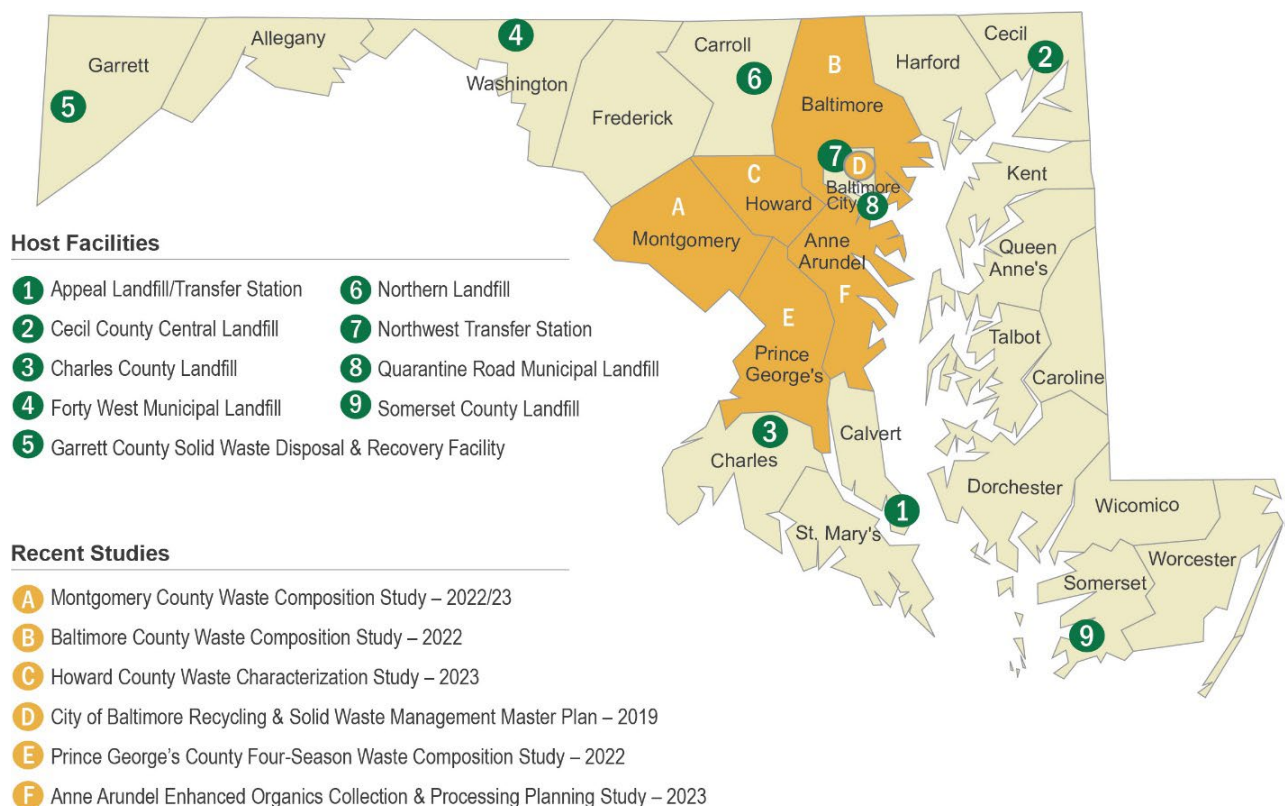 Garrett
5
Allegany
4
Washington
Frederick
Carroll
6
B
Baltimore
Harford
Cecil
2
7
D
Baltimore
City
8
Kent
C
Howard
A
Montgomery
Anne
Arundel
F
E
Prince
George's
Queen
Anne's
Talbot
Caroline
3
Charles
Calvert
1
St. Mary's
Dorchester
Wicomico
Worcester
Somerset
9
Host Facilities
1 Appeal Landfill/Transfer Station
2 Cecil County Central Landfill
3 Charles County Landfill
4 Forty West Municipal Landfill
5 Garrett County Solid Waste Disposal & Recovery Facility
6 Northern Landfill
7 Northwest Transfer Station
8 Quarantine Road Municipal Landfill
9 Somerset County Landfill
Recent Studies
A Montgomery County Waste Composition Study – 2022/23
B Baltimore County Waste Composition Study – 2022
C Howard County Waste Characterization Study – 2023
D City of Baltimore Recycling & Solid Waste Management Master Plan – 2019
E Prince George’s County Four-Season Waste Composition Study – 2022
F Anne Arundel Enhanced Organics Collection & Processing Planning Study – 2023